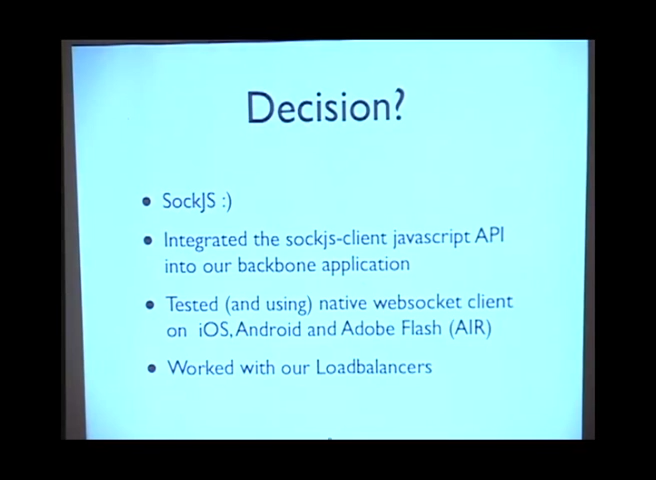 Decision?
• SockJS :)
• Integrated the sockjs-client javascript API
into our backbone application
• Tested (and using) native websocket client
on iOS, Android and Adobe Flash (AIR)
• Worked with our Loadbalancers